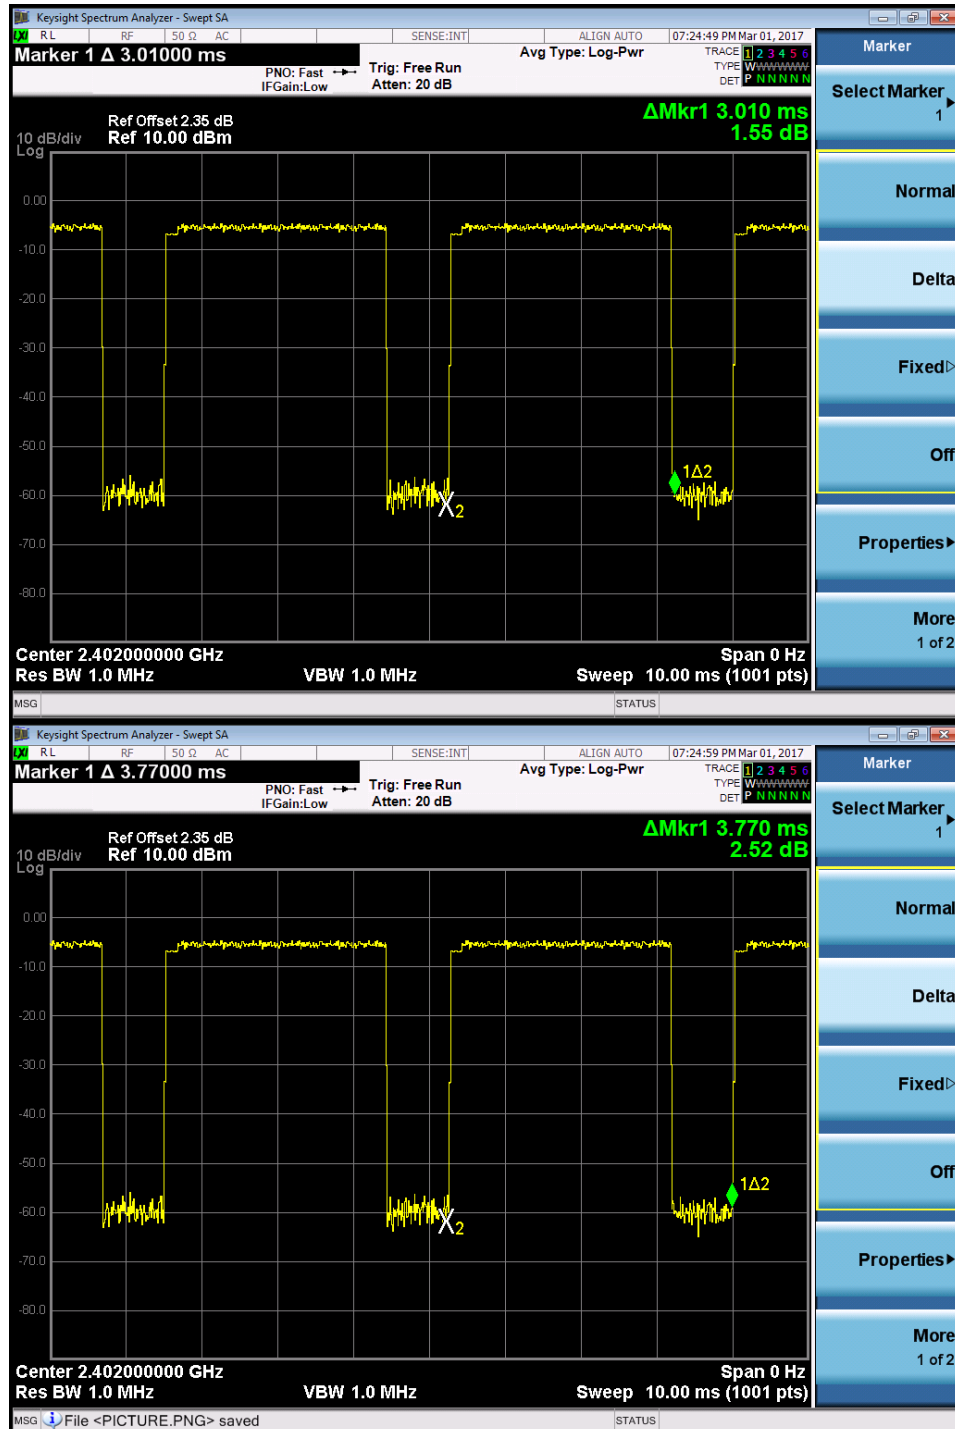 Keysight Spectrum Analyzer - Swept SA
LXI RL RF 50 Ω AC SENSE:INT ALIGN AUTO 07:24:49 PM Mar 01, 2017
Marker 1 Δ 3.01000 ms
PNO: Fast
IFGain:Low
Trig: Free Run
Atten: 20 dB
Avg Type: Log-Pwr
TRACE 1 2 3 4 5 6
TYPE W W W W W W
DET P N N N N N
ΔMkr1 3.010 ms
1.55 dB
Ref Offset 2.35 dB
10 dB/div Ref 10.00 dBm
Log
0.00
-10.0
-20.0
-30.0
-40.0
-50.0
-60.0
-70.0
-80.0
1Δ2
X2
Center 2.402000000 GHz Span 0 Hz
Res BW 1.0 MHz VBW 1.0 MHz Sweep 10.00 ms (1001 pts)
MSG STATUS
Marker
Select Marker
1
Normal
Delta
Fixed
Off
Properties
More
1 of 2
Keysight Spectrum Analyzer - Swept SA
LXI RL RF 50 Ω AC SENSE:INT ALIGN AUTO 07:24:59 PM Mar 01, 2017
Marker 1 Δ 3.77000 ms
PNO: Fast
IFGain:Low
Trig: Free Run
Atten: 20 dB
Avg Type: Log-Pwr
TRACE 1 2 3 4 5 6
TYPE W W W W W W
DET P N N N N N
ΔMkr1 3.770 ms
2.52 dB
Ref Offset 2.35 dB
10 dB/div Ref 10.00 dBm
Log
0.00
-10.0
-20.0
-30.0
-40.0
-50.0
-60.0
-70.0
-80.0
1Δ2
X2
Center 2.402000000 GHz Span 0 Hz
Res BW 1.0 MHz VBW 1.0 MHz Sweep 10.00 ms (1001 pts)
MSG File <PICTURE.PNG> saved STATUS
Marker
Select Marker
1
Normal
Delta
Fixed
Off
Properties
More
1 of 2